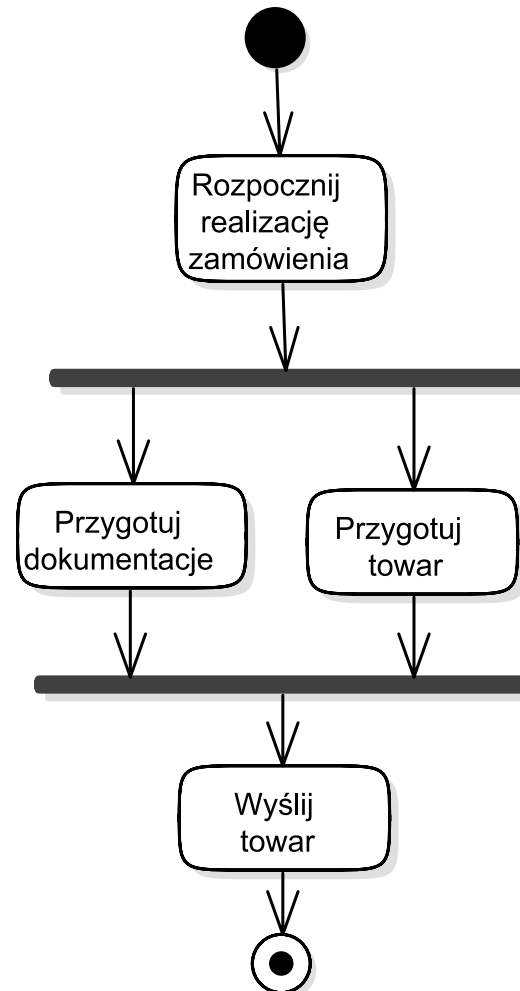 Rozpocznij
realizację
zamówienia
Przygotuj
dokumentacje
Przygotuj
towar
Wyślij
towar